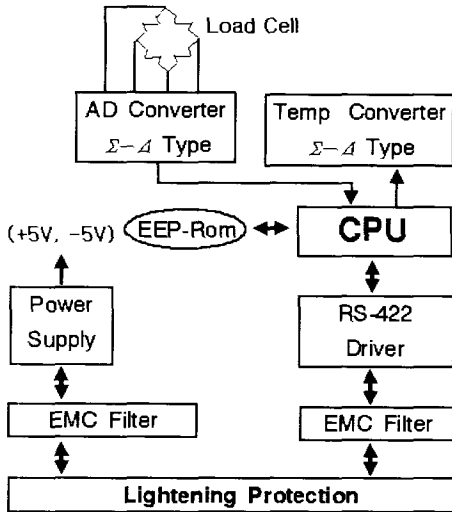 Load Cell
AD Converter
Σ-Δ Type
Temp Converter
Σ-Δ Type
(+5V, -5V)
EEP-Rom
CPU
Power
Supply
RS-422
Driver
EMC Filter
EMC Filter
Lightening Protection